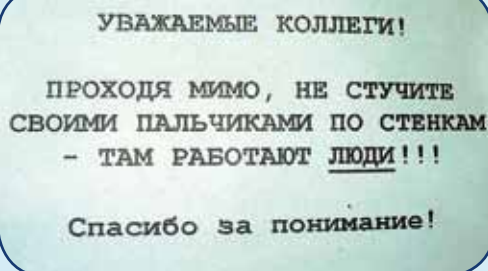 УВАЖАЕМЫЕ КОЛЛЕГИ!
ПРОХОДЯ МИМО, НЕ СТУЧИТЕ
СВОИМИ ПАЛЬЧИКАМИ ПО СТЕНКАМ
- ТАМ РАБОТАЮТ ЛЮДИ!!!
Спасибо за понимание!